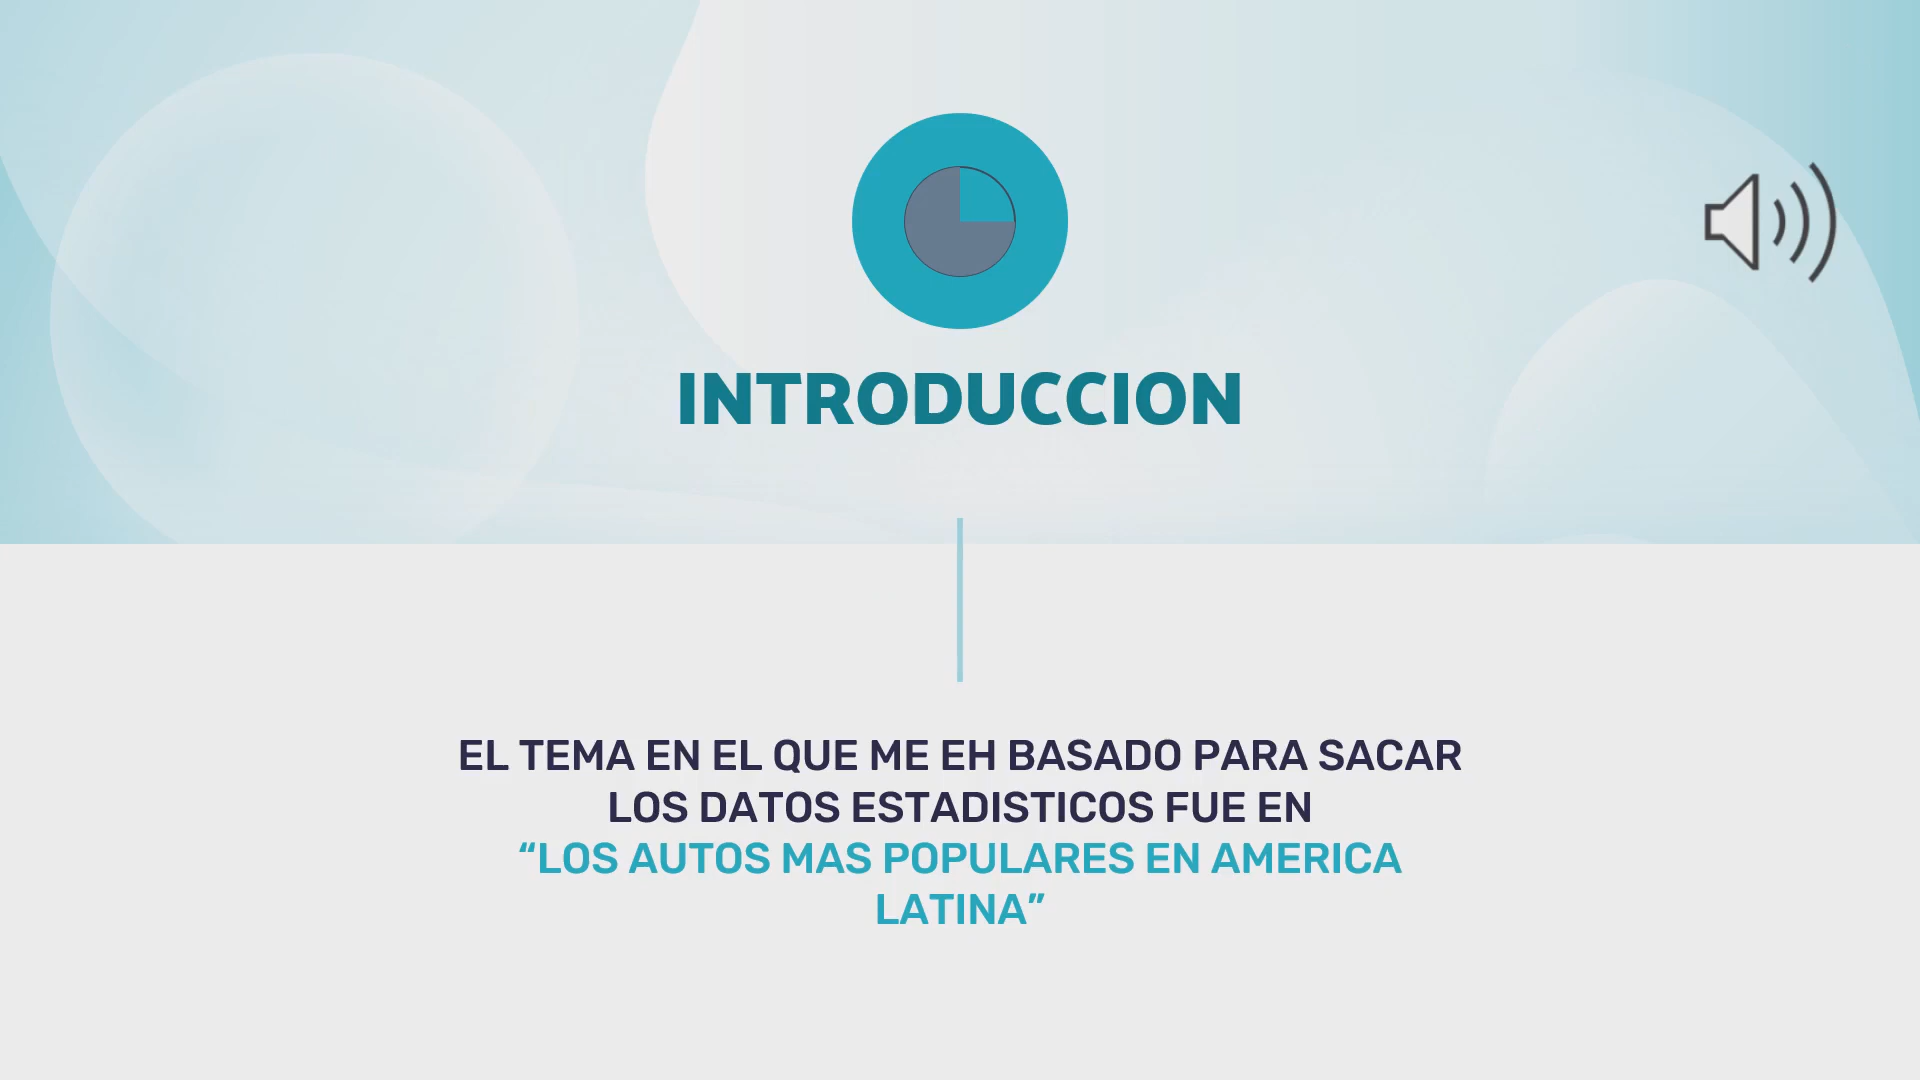 INTRODUCCION
EL TEMA EN EL QUE ME EH BASADO PARA SACAR
LOS DATOS ESTADISTICOS FUE EN
“LOS AUTOS MAS POPULARES EN AMERICA
LATINA”